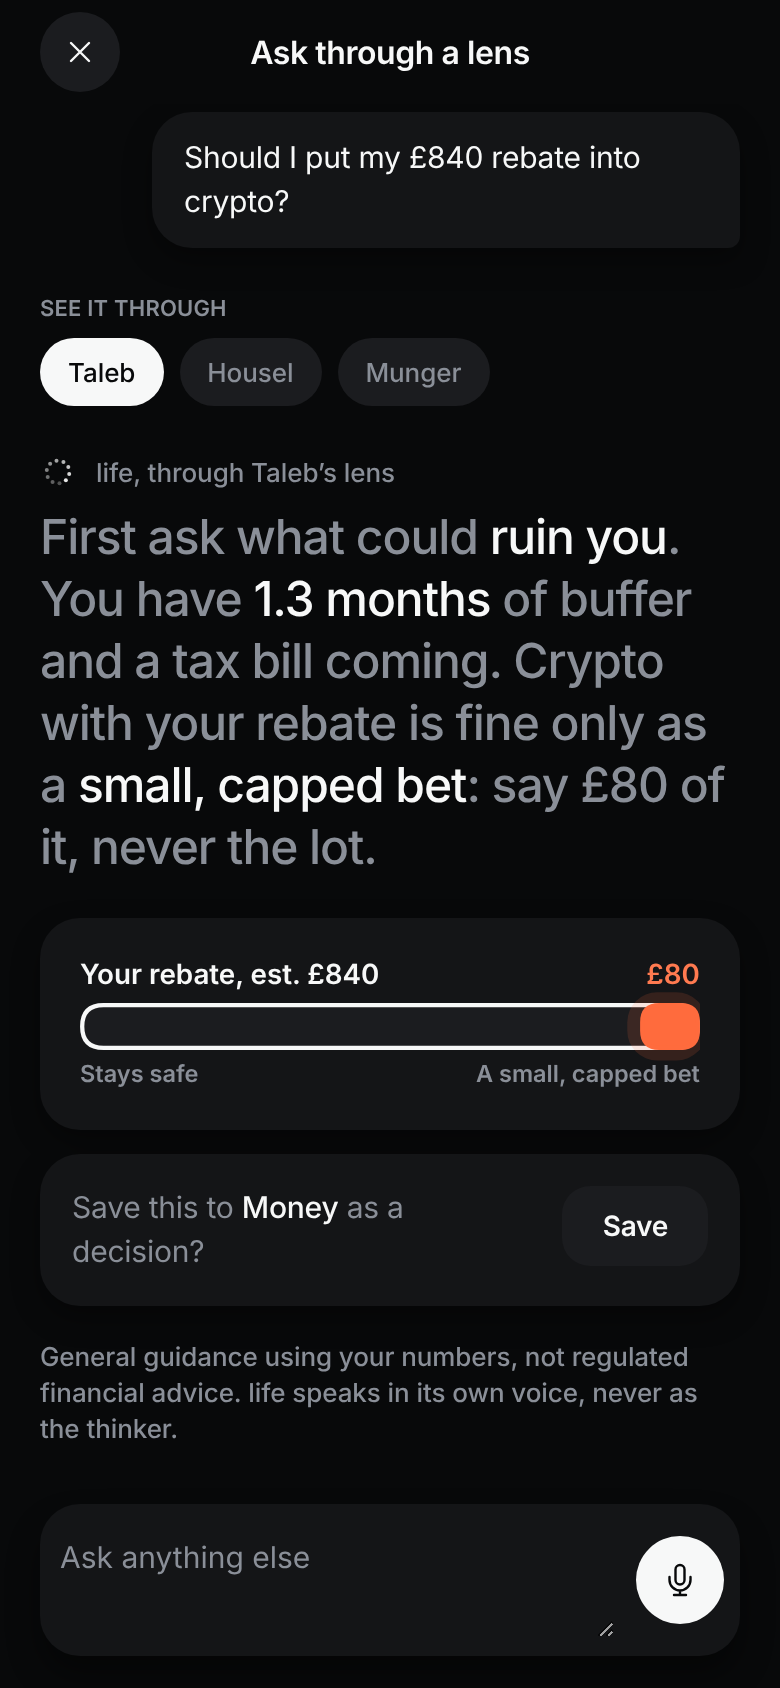 Ask through a lens
Should I put my £840 rebate into
crypto?
SEE IT THROUGH
Taleb
Housel
Munger
life, through Taleb’s lens
First ask what could ruin you.
You have 1.3 months of buffer
and a tax bill coming. Crypto
with your rebate is fine only as
a small, capped bet: say £80 of
it, never the lot.
Your rebate, est. £840
£80
Stays safe
A small, capped bet
Save this to Money as a
decision?
Save
General guidance using your numbers, not regulated
financial advice. life speaks in its own voice, never as
the thinker.
Ask anything else